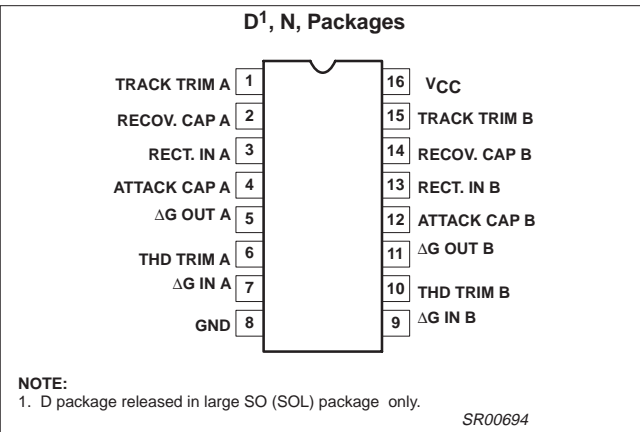 D1, N, Packages
TRACK TRIM A 1
RECOV. CAP A 2
RECT. IN A 3
ATTACK CAP A 4
ΔG OUT A 5
THD TRIM A 6
ΔG IN A 7
GND 8
16 VCC
15 TRACK TRIM B
14 RECOV. CAP B
13 RECT. IN B
12 ATTACK CAP B
11 ΔG OUT B
10 THD TRIM B
9 ΔG IN B
NOTE:
1. D package released in large SO (SOL) package only.
SR00694